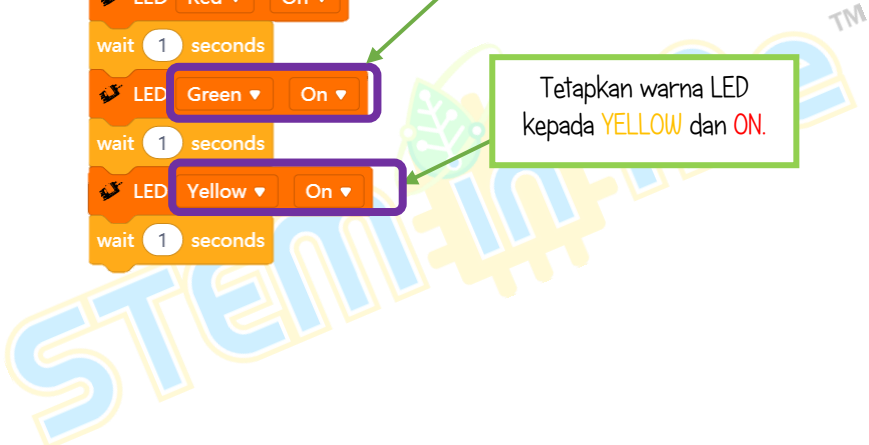 LED Red ▼ On ▼
wait 1 seconds
LED Green ▼ On ▼
wait 1 seconds
LED Yellow ▼ On ▼
wait 1 seconds
Tetapkan warna LED
kepada YELLOW dan ON.
STEM-in-me TM